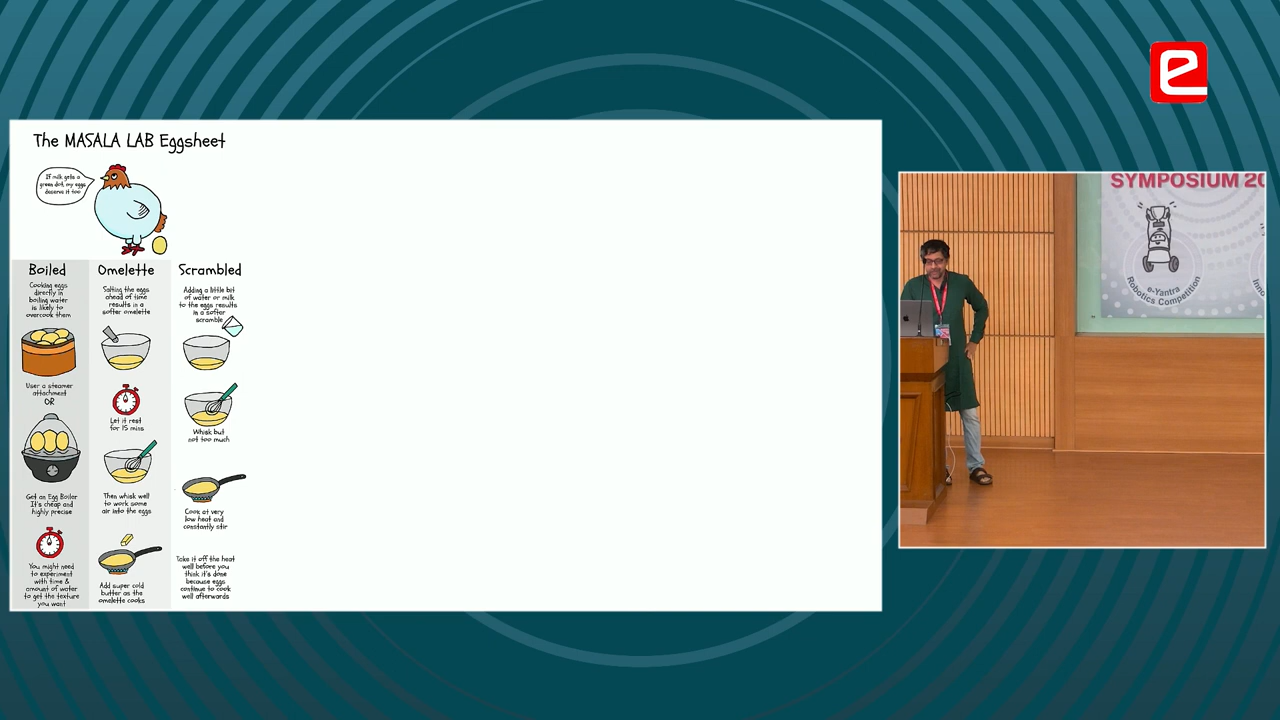 The MASALA LAB Eggsheet
If milk gets a
green dot, my eggs
deserve it too
Boiled
Cooking eggs
directly in
boiling water
is likely to
overcook them
User a steamer
attachment
OR
Get an Egg Boiler
It's cheap and
highly precise
You might need
to experiment
with time &
amount of water
to get the texture
you want
Omelette
Salting the eggs
ahead of time
results in a
softer omelette
Let it rest
for 15 mins
Then whisk well
to work some
air into the eggs
Add super cold
butter as the
omelette cooks
Scrambled
Adding a little bit
of water or milk
to the eggs results
in a softer
scramble
Whisk but
not too much
Cook at very
low heat and
constantly stir
Take it off the heat
well before you
think it's done
because eggs
continue to cook
well afterwards
e
SYMPOSIUM 20
e-Yantra
Robotics Competition